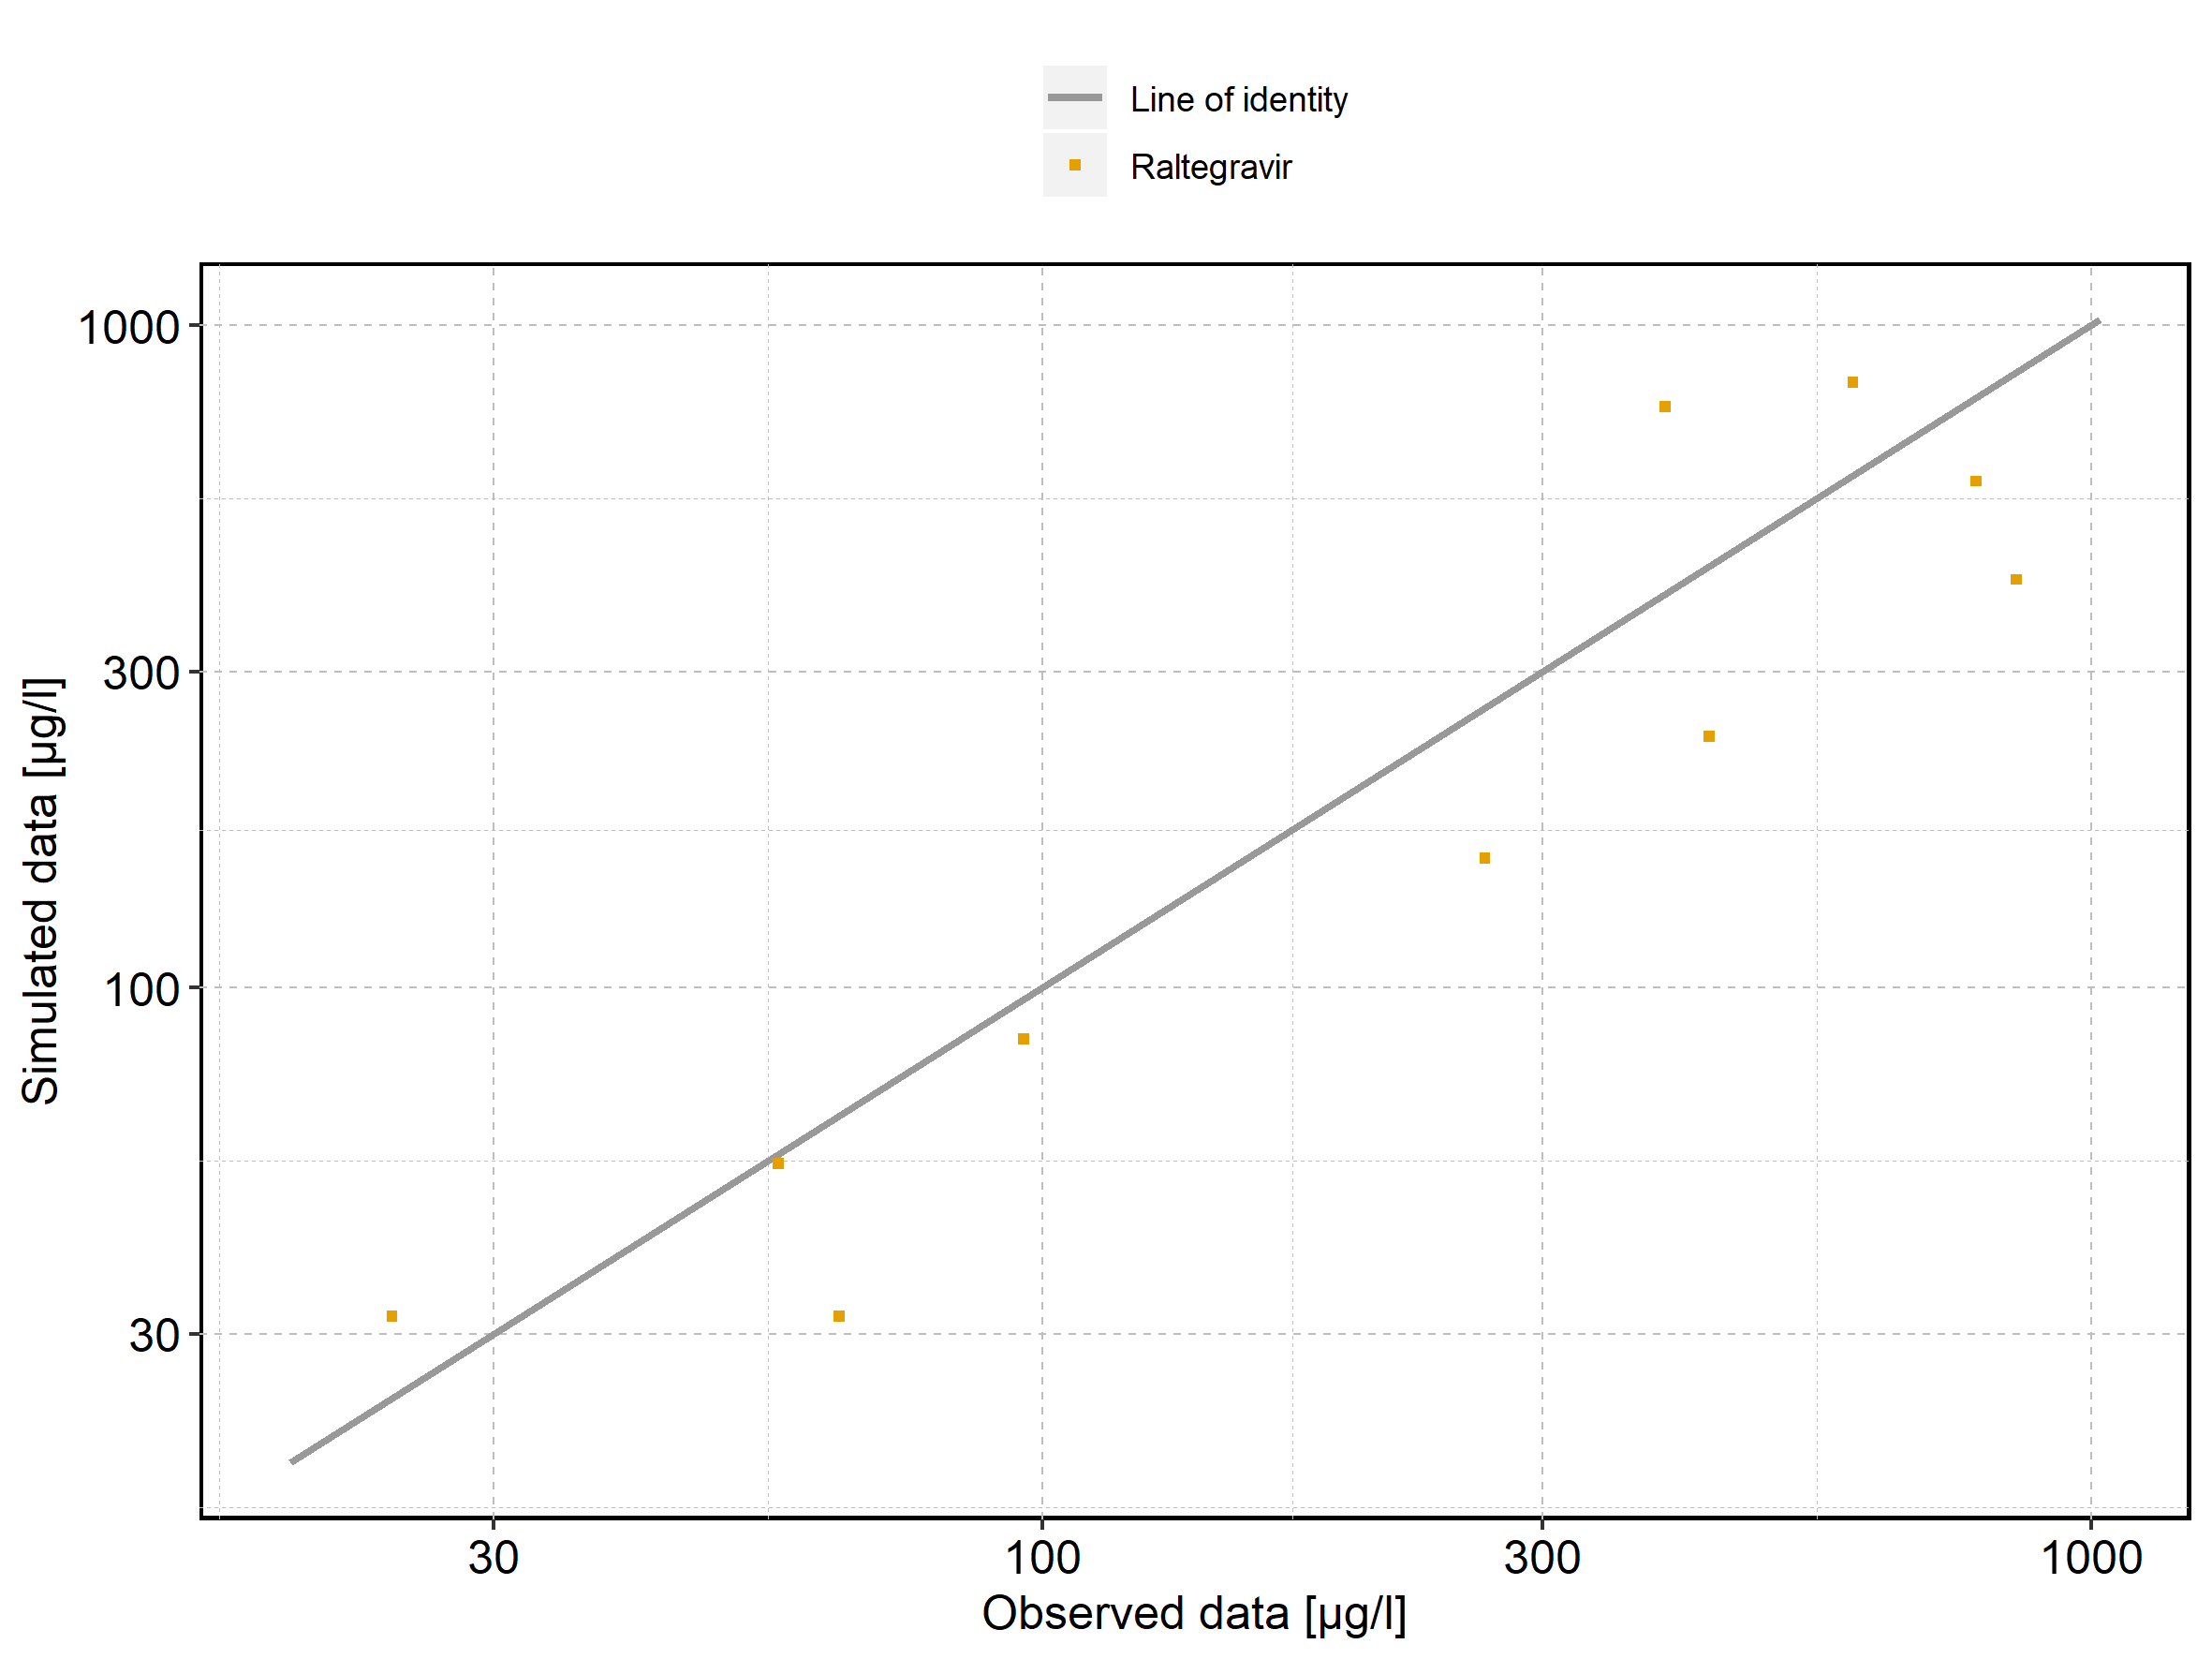 Line of identity
Raltegravir
1000
300
100
30
Simulated data [µg/l]
30 100 300 1000
Observed data [µg/l]